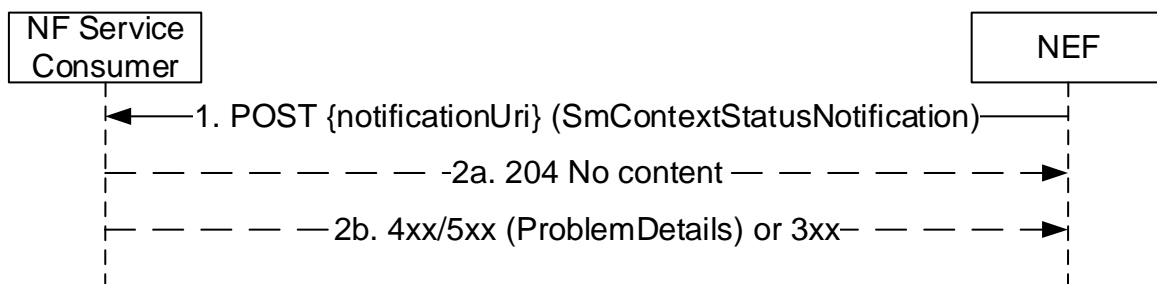 NF Service
Consumer
NEF
1. POST {notificationUri} (SmContextStatusNotification)
2a. 204 No content
2b. 4xx/5xx (ProblemDetails) or 3xx